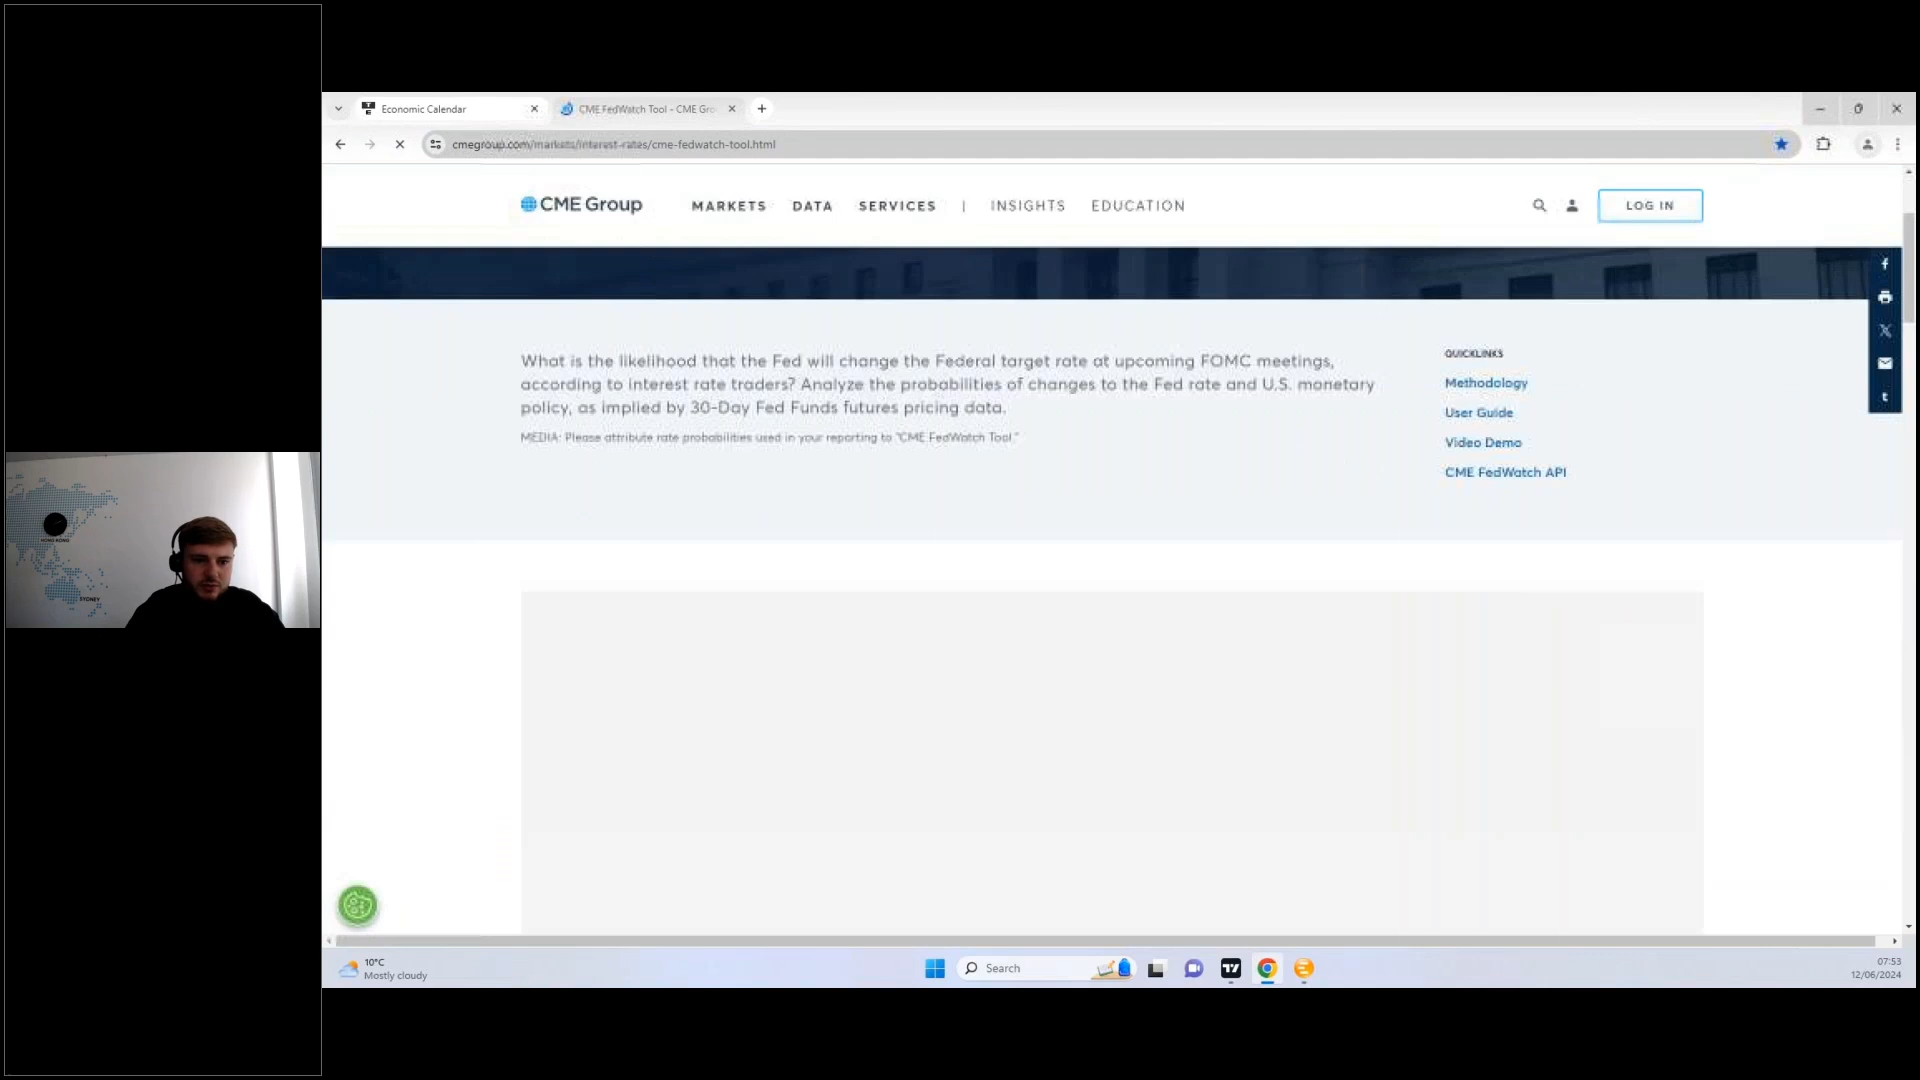 Economic Calendar
CME FedWatch Tool - CME Gro
cmegroup.com/markets/interest-rates/cme-fedwatch-tool.html
CME Group
MARKETS DATA SERVICES | INSIGHTS EDUCATION
LOG IN
What is the likelihood that the Fed will change the Federal target rate at upcoming FOMC meetings,
according to interest rate traders? Analyze the probabilities of changes to the Fed rate and U.S. monetary
policy, as implied by 30-Day Fed Funds futures pricing data.
MEDIA: Please attribute rate probabilities used in your reporting to "CME FedWatch Tool."
QUICKLINKS
Methodology
User Guide
Video Demo
CME FedWatch API
HONG KONG
SYDNEY
10°C
Mostly cloudy
Search
07:53
12/06/2024